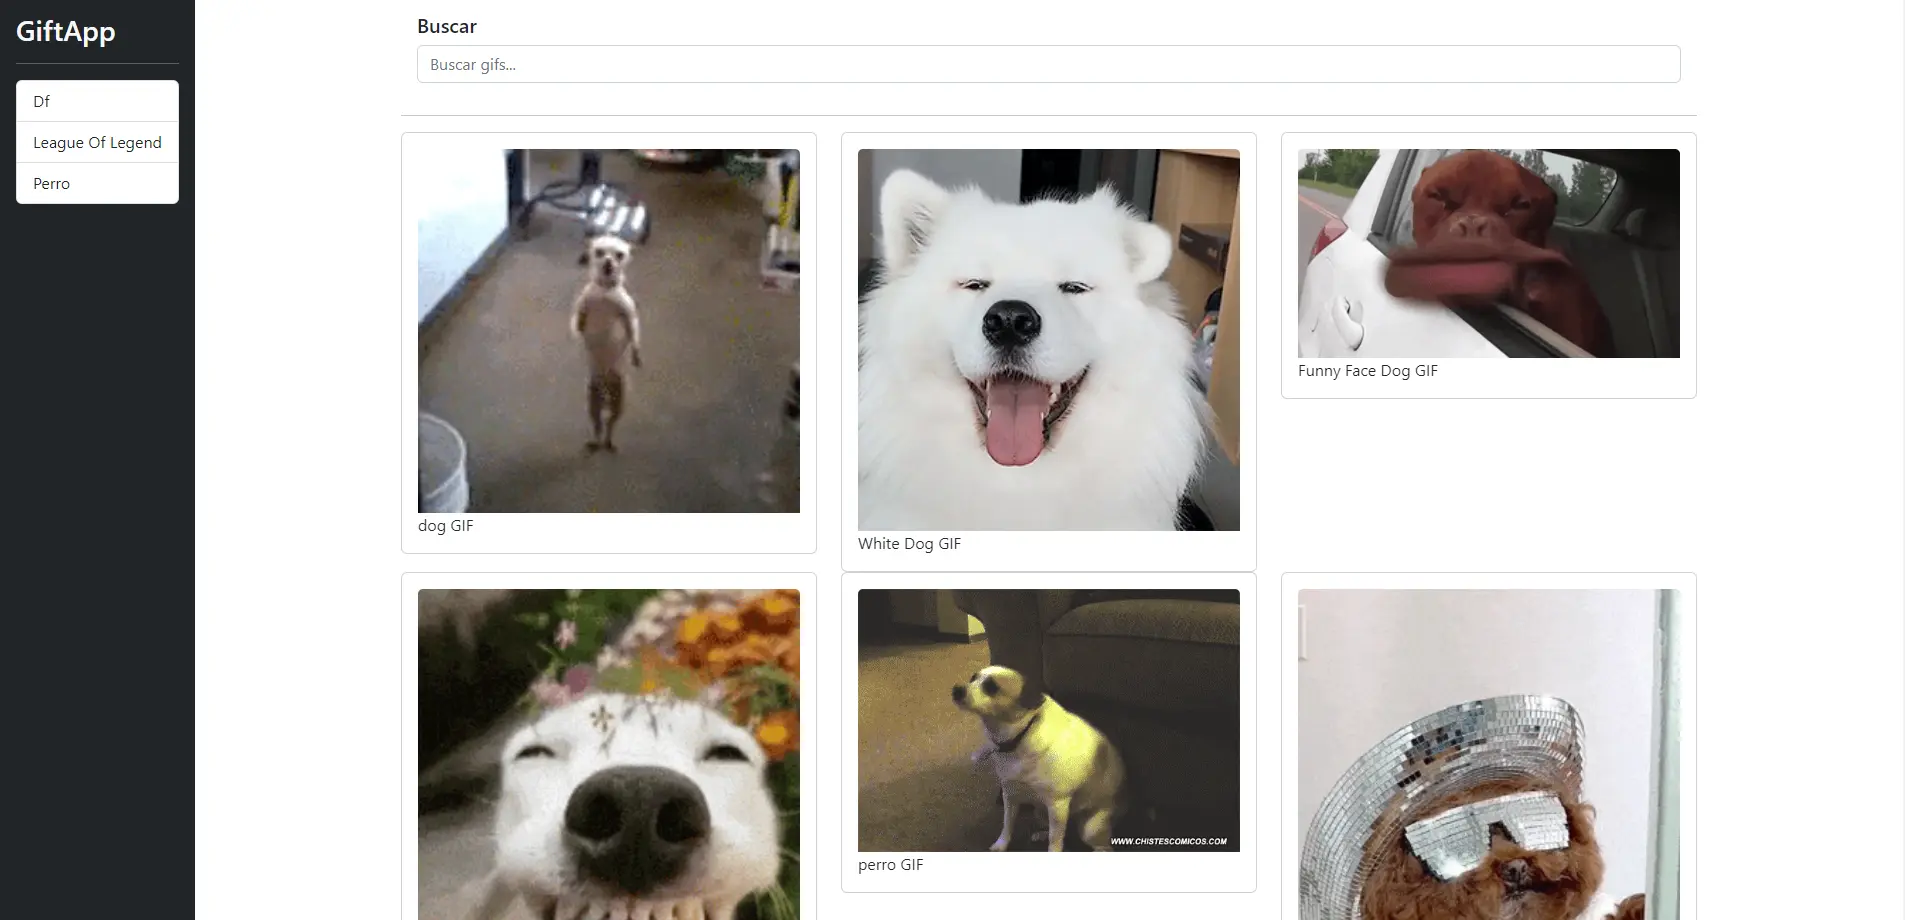 GiftApp
Df
League Of Legend
Perro
Buscar
Buscar gifs...
dog GIF
White Dog GIF
Funny Face Dog GIF
WWW.CHISTESCOMICOS.COM
perro GIF